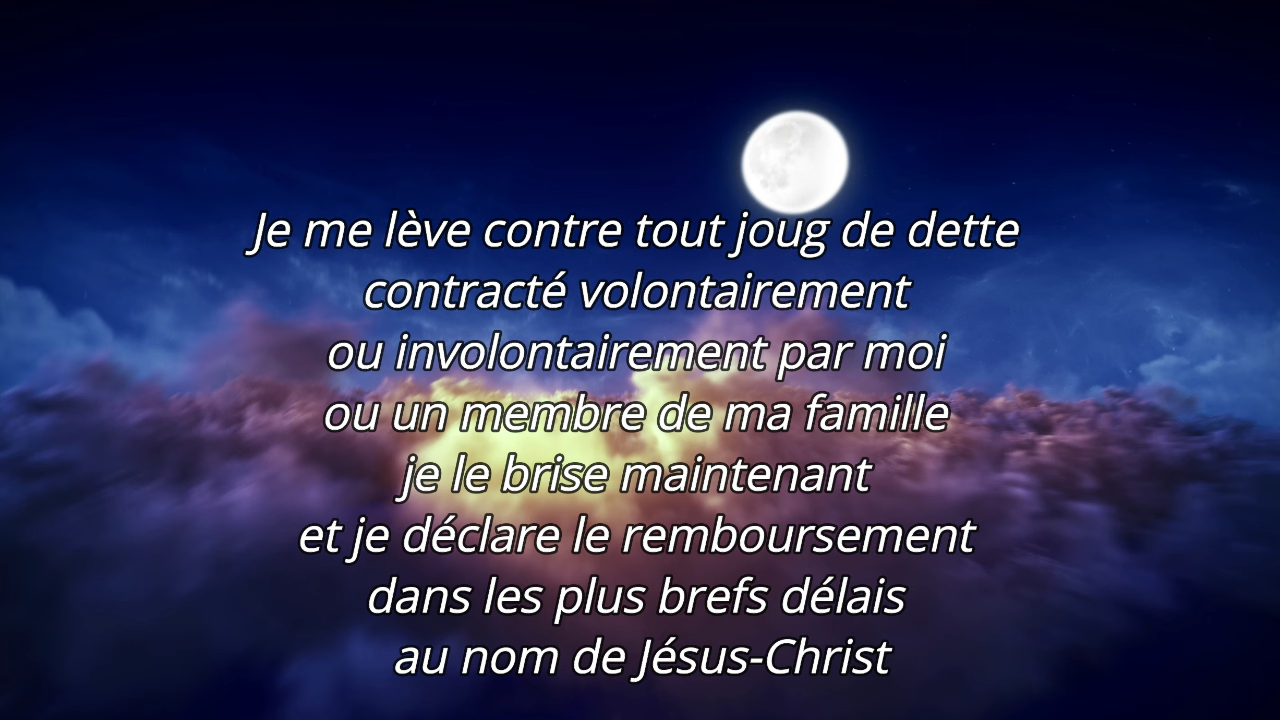 Je me lève contre tout joug de dette
contracté volontairement
ou involontairement par moi
ou un membre de ma famille
je le brise maintenant
et je déclare le remboursement
dans les plus brefs délais
au nom de Jésus-Christ